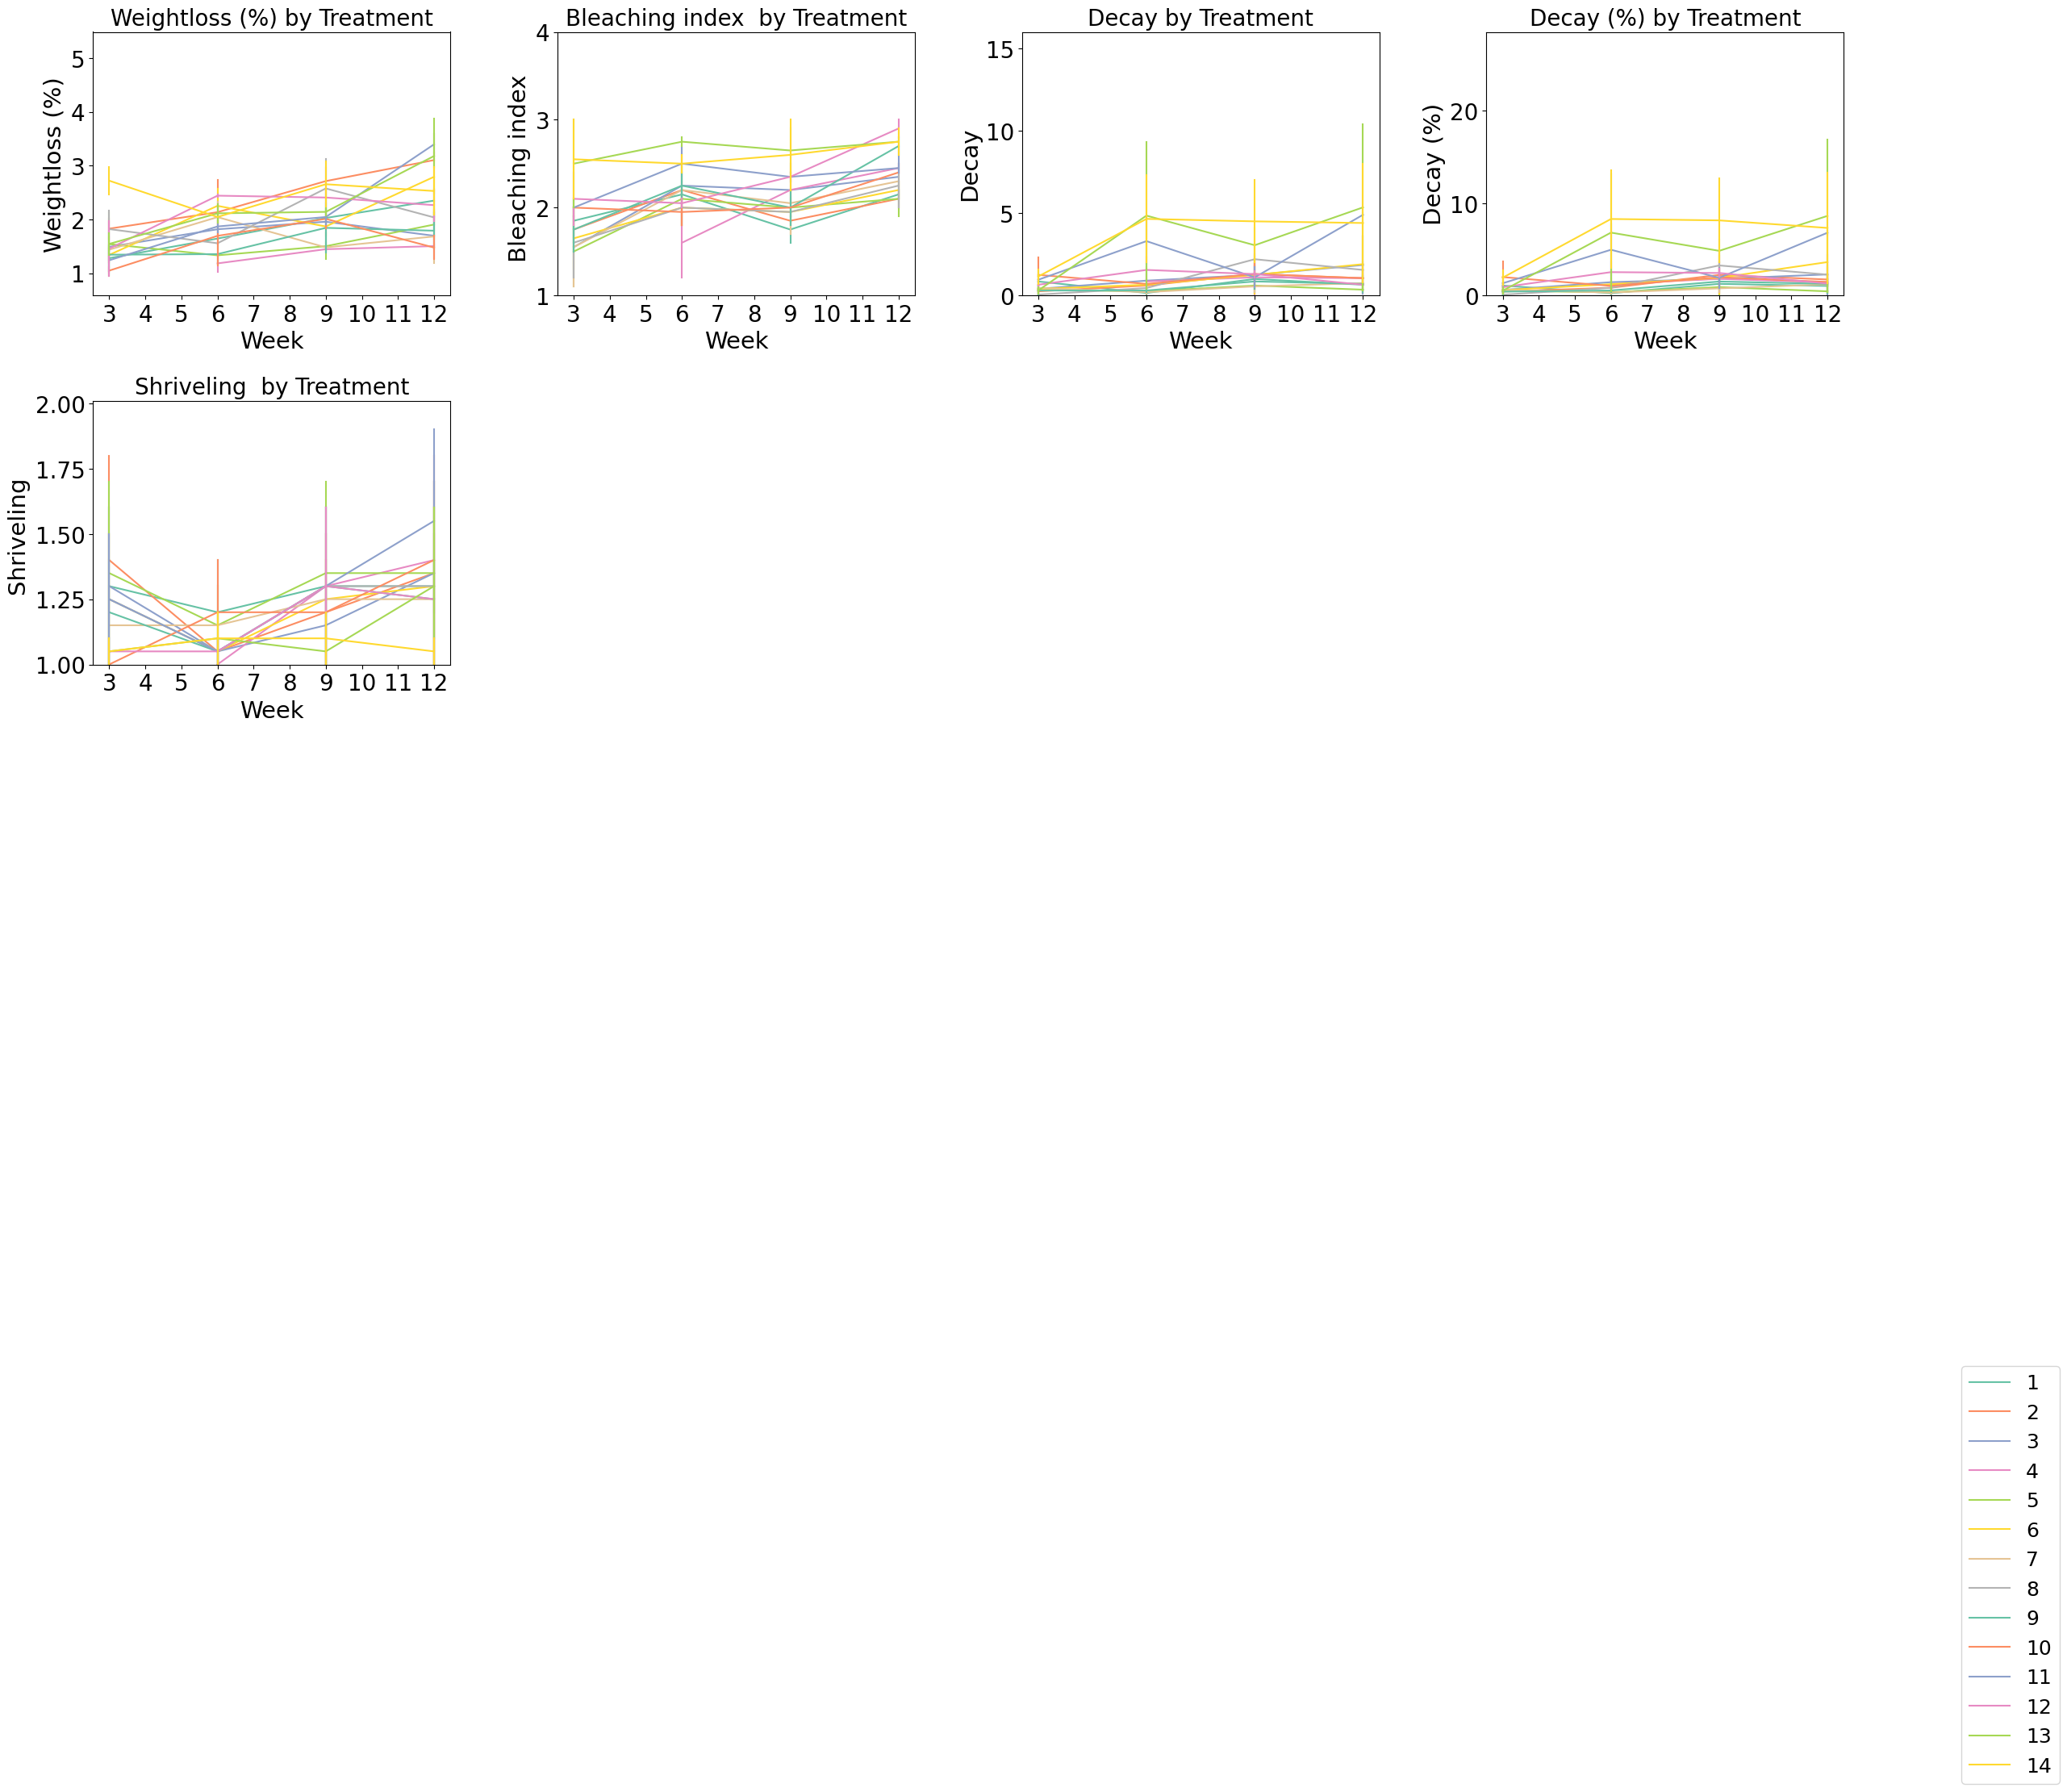 Weightloss (%) by Treatment
5
4
3
2
1
Weightloss (%)
3 4 5 6 7 8 9 10 11 12
Week
Bleaching index  by Treatment
4
3
2
1
Bleaching index
3 4 5 6 7 8 9 10 11 12
Week
Decay by Treatment
15
10
5
0
Decay
3 4 5 6 7 8 9 10 11 12
Week
Decay (%) by Treatment
20
10
0
Decay (%)
3 4 5 6 7 8 9 10 11 12
Week
Shriveling  by Treatment
2.00
1.75
1.50
1.25
1.00
Shriveling
3 4 5 6 7 8 9 10 11 12
Week
1
2
3
4
5
6
7
8
9
10
11
12
13
14